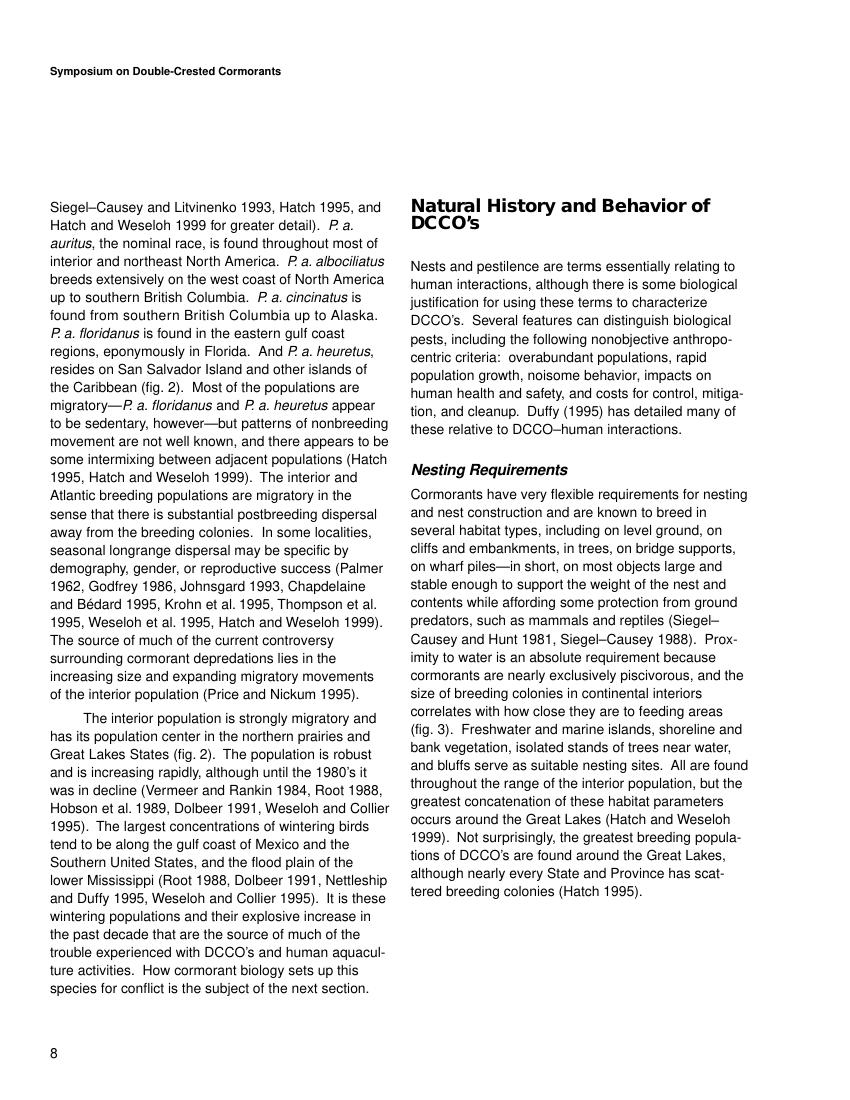 Symposium on Double-Crested Cormorants
Siegel–Causey and Litvinenko 1993, Hatch 1995, and
Hatch and Weseloh 1999 for greater detail).  P. a.
auritus, the nominal race, is found throughout most of
interior and northeast North America.  P. a. albociliatus
breeds extensively on the west coast of North America
up to southern British Columbia.  P. a. cincinatus is
found from southern British Columbia up to Alaska.
P. a. floridanus is found in the eastern gulf coast
regions, eponymously in Florida.  And P. a. heuretus,
resides on San Salvador Island and other islands of
the Caribbean (fig. 2).  Most of the populations are
migratory—P. a. floridanus and P. a. heuretus appear
to be sedentary, however—but patterns of nonbreeding
movement are not well known, and there appears to be
some intermixing between adjacent populations (Hatch
1995, Hatch and Weseloh 1999).  The interior and
Atlantic breeding populations are migratory in the
sense that there is substantial postbreeding dispersal
away from the breeding colonies.  In some localities,
seasonal longrange dispersal may be specific by
demography, gender, or reproductive success (Palmer
1962, Godfrey 1986, Johnsgard 1993, Chapdelaine
and Bédard 1995, Krohn et al. 1995, Thompson et al.
1995, Weseloh et al. 1995, Hatch and Weseloh 1999).
The source of much of the current controversy
surrounding cormorant depredations lies in the
increasing size and expanding migratory movements
of the interior population (Price and Nickum 1995).
The interior population is strongly migratory and
has its population center in the northern prairies and
Great Lakes States (fig. 2).  The population is robust
and is increasing rapidly, although until the 1980's it
was in decline (Vermeer and Rankin 1984, Root 1988,
Hobson et al. 1989, Dolbeer 1991, Weseloh and Collier
1995).  The largest concentrations of wintering birds
tend to be along the gulf coast of Mexico and the
Southern United States, and the flood plain of the
lower Mississippi (Root 1988, Dolbeer 1991, Nettleship
and Duffy 1995, Weseloh and Collier 1995).  It is these
wintering populations and their explosive increase in
the past decade that are the source of much of the
trouble experienced with DCCO's and human aquacul-
ture activities.  How cormorant biology sets up this
species for conflict is the subject of the next section.
Natural History and Behavior of
DCCO's
Nests and pestilence are terms essentially relating to
human interactions, although there is some biological
justification for using these terms to characterize
DCCO's.  Several features can distinguish biological
pests, including the following nonobjective anthropo-
centric criteria:  overabundant populations, rapid
population growth, noisome behavior, impacts on
human health and safety, and costs for control, mitiga-
tion, and cleanup.  Duffy (1995) has detailed many of
these relative to DCCO–human interactions.
Nesting Requirements
Cormorants have very flexible requirements for nesting
and nest construction and are known to breed in
several habitat types, including on level ground, on
cliffs and embankments, in trees, on bridge supports,
on wharf piles—in short, on most objects large and
stable enough to support the weight of the nest and
contents while affording some protection from ground
predators, such as mammals and reptiles (Siegel–
Causey and Hunt 1981, Siegel–Causey 1988).  Prox-
imity to water is an absolute requirement because
cormorants are nearly exclusively piscivorous, and the
size of breeding colonies in continental interiors
correlates with how close they are to feeding areas
(fig. 3).  Freshwater and marine islands, shoreline and
bank vegetation, isolated stands of trees near water,
and bluffs serve as suitable nesting sites.  All are found
throughout the range of the interior population, but the
greatest concatenation of these habitat parameters
occurs around the Great Lakes (Hatch and Weseloh
1999).  Not surprisingly, the greatest breeding popula-
tions of DCCO's are found around the Great Lakes,
although nearly every State and Province has scat-
tered breeding colonies (Hatch 1995).
8